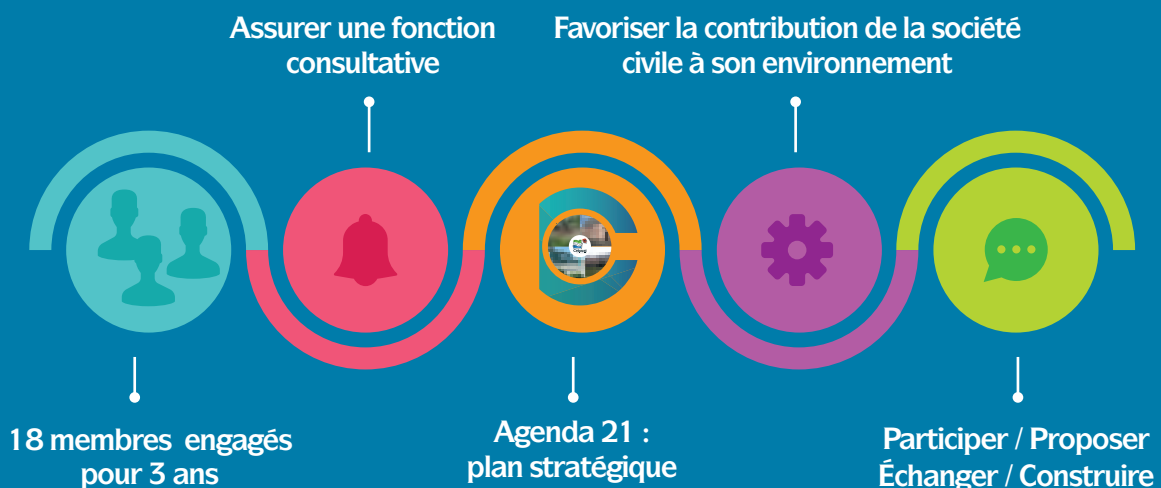 Assurer une fonction
consultative
Favoriser la contribution de la société
civile à son environnement
18 membres engagés
pour 3 ans
Agenda 21 :
plan stratégique
Participer / Proposer
Échanger / Construire